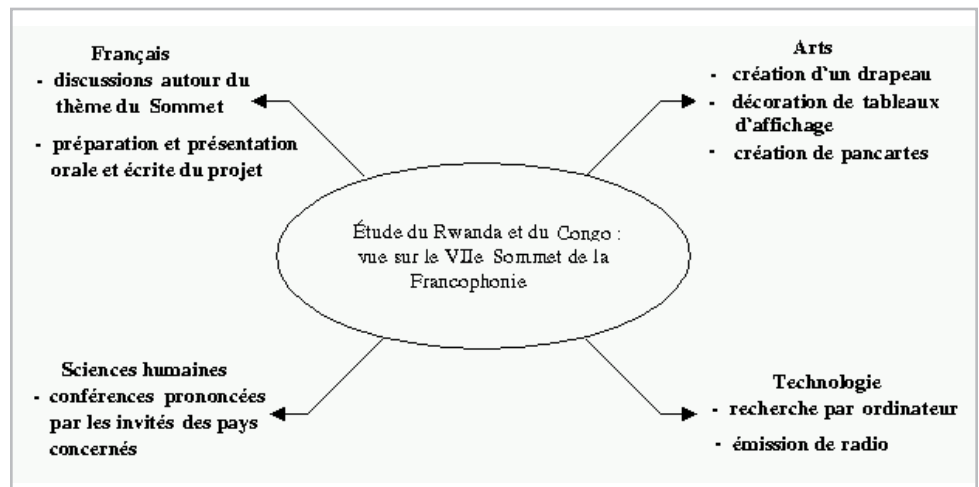 Français
- discussions autour du
thème du Sommet
- préparation et présentation
orale et écrite du projet
Arts
- création d'un drapeau
- décoration de tableaux
d'affichage
- création de pancartes
Étude du Rwanda et du Congo :
vue sur le VIIe Sommet de la
Francophonie
Sciences humaines
- conférences prononcées
par les invités des pays
concernés
Technologie
- recherche par ordinateur
- émission de radio